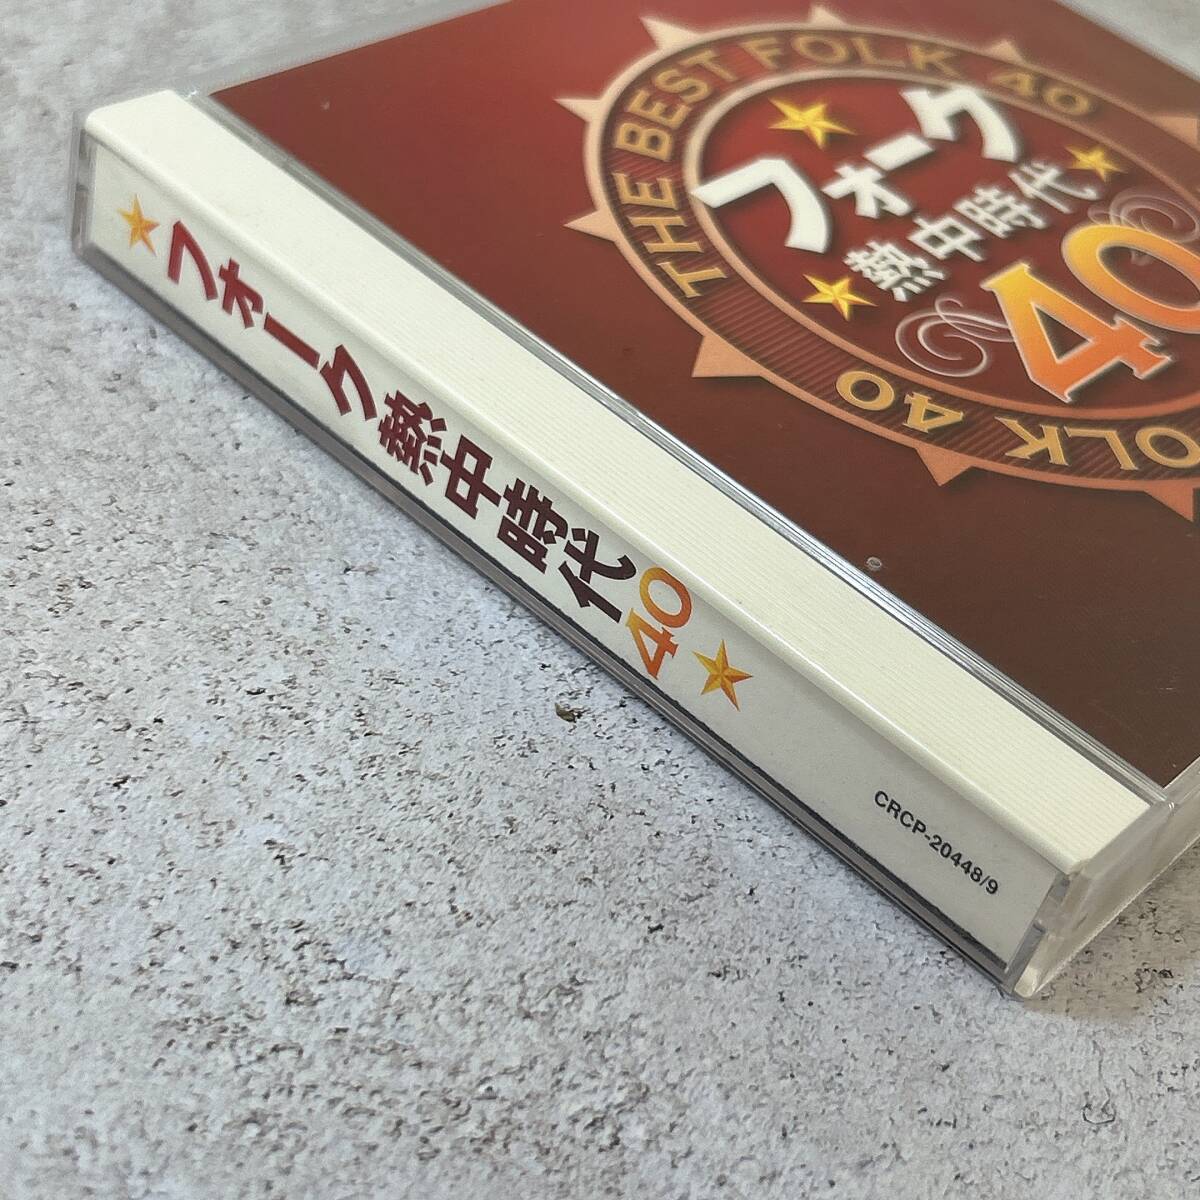 THE BEST FOLK 40
フォーク
熱中時代
40
OLK 40
フォーク熱中時代40
CRCP-20448/9